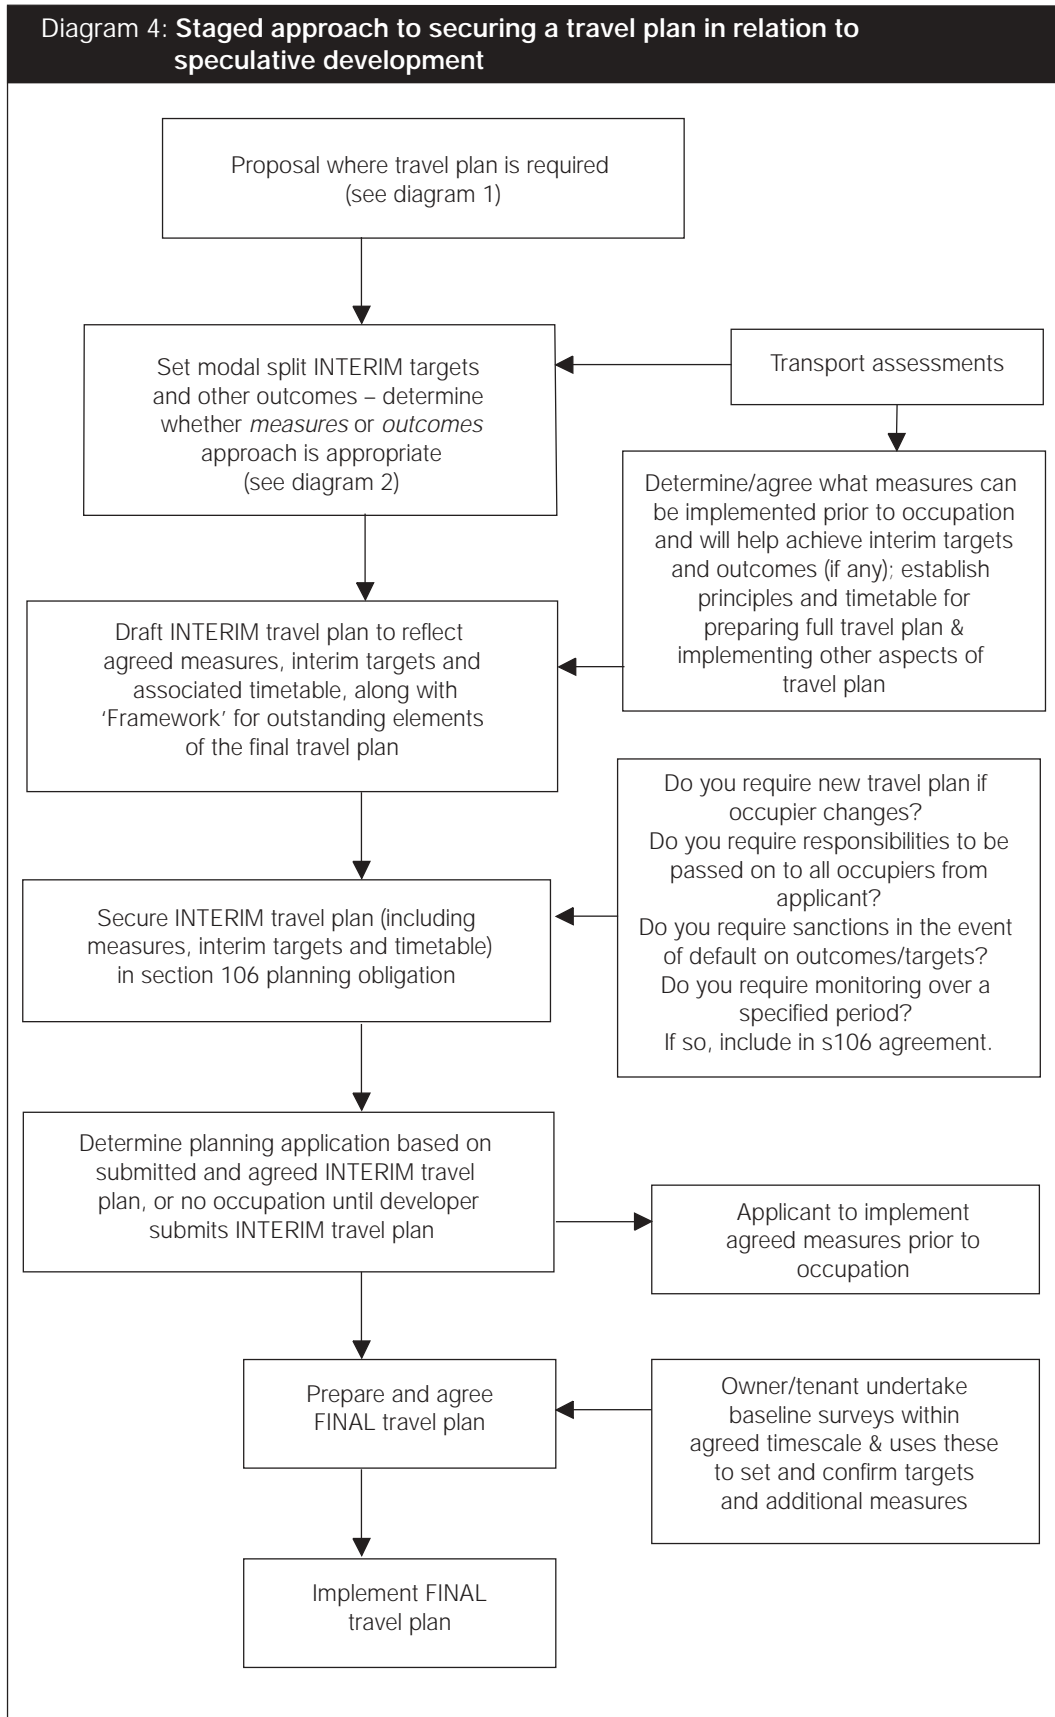 Diagram 4: Staged approach to securing a travel plan in relation to
speculative development
Proposal where travel plan is required
(see diagram 1)
Set modal split INTERIM targets
and other outcomes – determine
whether measures or outcomes
approach is appropriate
(see diagram 2)
Transport assessments
Determine/agree what measures can
be implemented prior to occupation
and will help achieve interim targets
and outcomes (if any); establish
principles and timetable for
preparing full travel plan &
implementing other aspects of
travel plan
Draft INTERIM travel plan to reflect
agreed measures, interim targets and
associated timetable, along with
‘Framework’ for outstanding elements
of the final travel plan
Do you require new travel plan if
occupier changes?
Do you require responsibilities to be
passed on to all occupiers from
applicant?
Do you require sanctions in the event
of default on outcomes/targets?
Do you require monitoring over a
specified period?
If so, include in s106 agreement.
Secure INTERIM travel plan (including
measures, interim targets and timetable)
in section 106 planning obligation
Determine planning application based on
submitted and agreed INTERIM travel
plan, or no occupation until developer
submits INTERIM travel plan
Applicant to implement
agreed measures prior to
occupation
Prepare and agree
FINAL travel plan
Owner/tenant undertake
baseline surveys within
agreed timescale & uses these
to set and confirm targets
and additional measures
Implement FINAL
travel plan